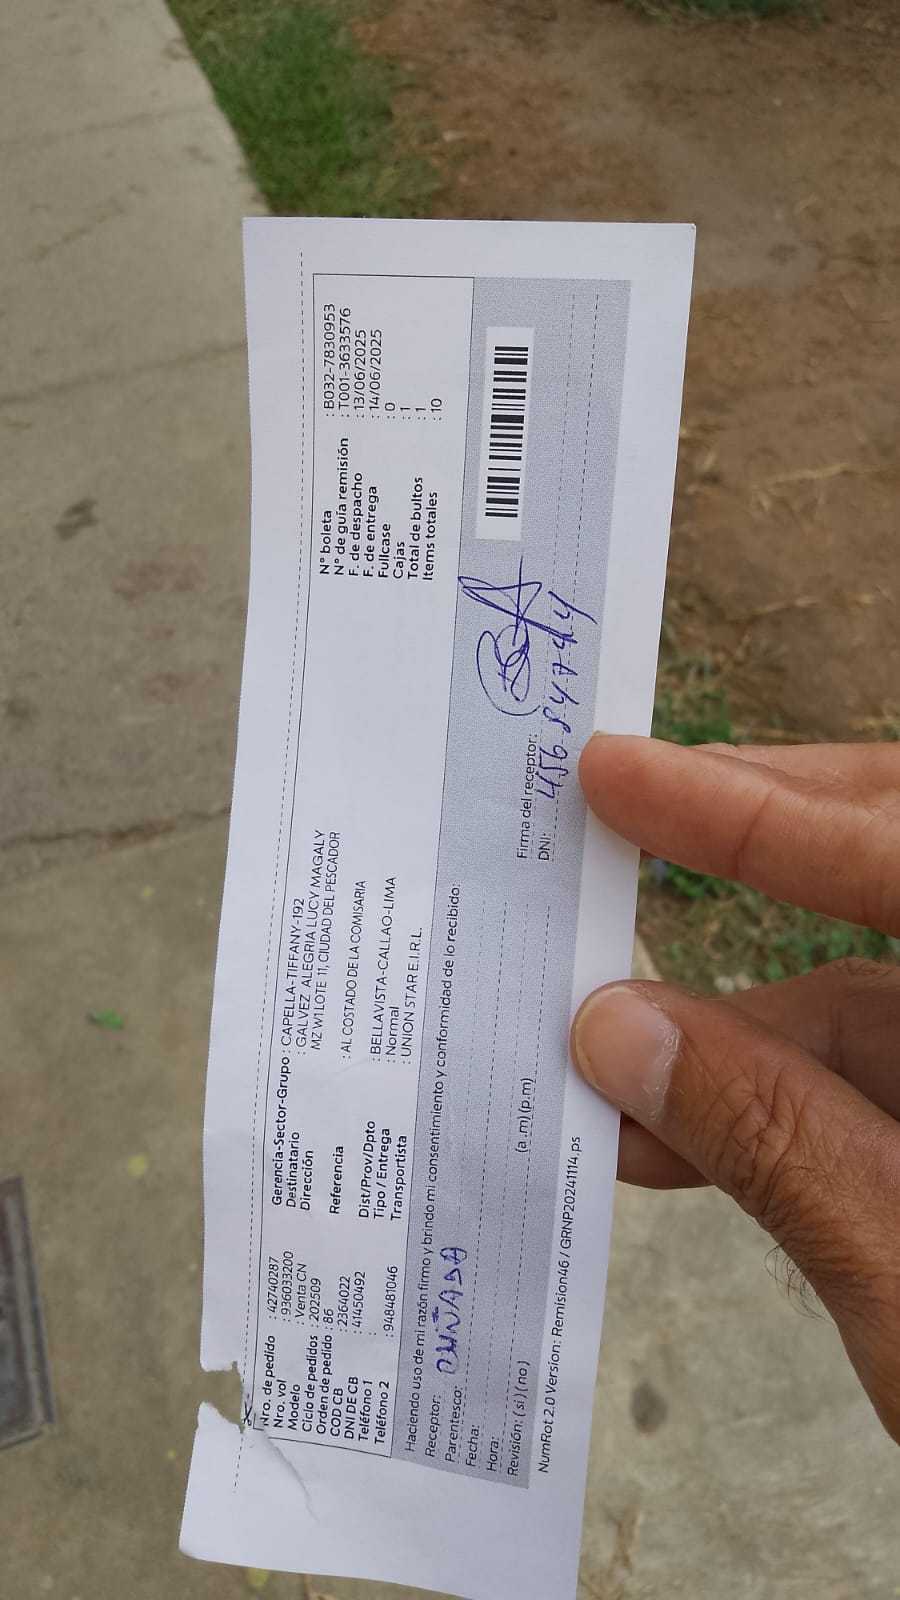 Nro. de pedido : 42740287
Nro. vol : 936033200
Modelo : Venta CN
Ciclo de pedidos : 202509
Orden de pedido : 86
COD CB : 2364022
DNI DE CB : 41450492
Teléfono 1 :
Teléfono 2 : 948481046
Gerencia-Sector-Grupo : CAPELLA-TIFFANY-192
Destinatario : GALVEZ ALEGRIA LUCY MAGALY
Dirección MZ W1 LOTE 11, CIUDAD DEL PESCADOR
Referencia : AL COSTADO DE LA COMISARIA
Dist/Prov/Dpto : BELLAVISTA-CALLAO-LIMA
Tipo / Entrega : Normal
Transportista : UNION STAR E.I.R.L.
N° boleta : B032-7830953
N° de guía remisión : T001-3633576
F. de despacho : 13/06/2025
F. de entrega : 14/06/2025
Fullcase : 0
Cajas : 1
Total de bultos : 1
Items totales : 10
Haciendo uso de mi razón firmo y brindo mi consentimiento y conformidad de lo recibido:
Receptor:
Parentesco: CUÑADA
Fecha:
Hora: (a.m) (p.m)
Revisión: ( si ) ( no )
Firma del receptor:
DNI:
NumRot 2.0 Version: Remision46 / GRNP20241114.ps